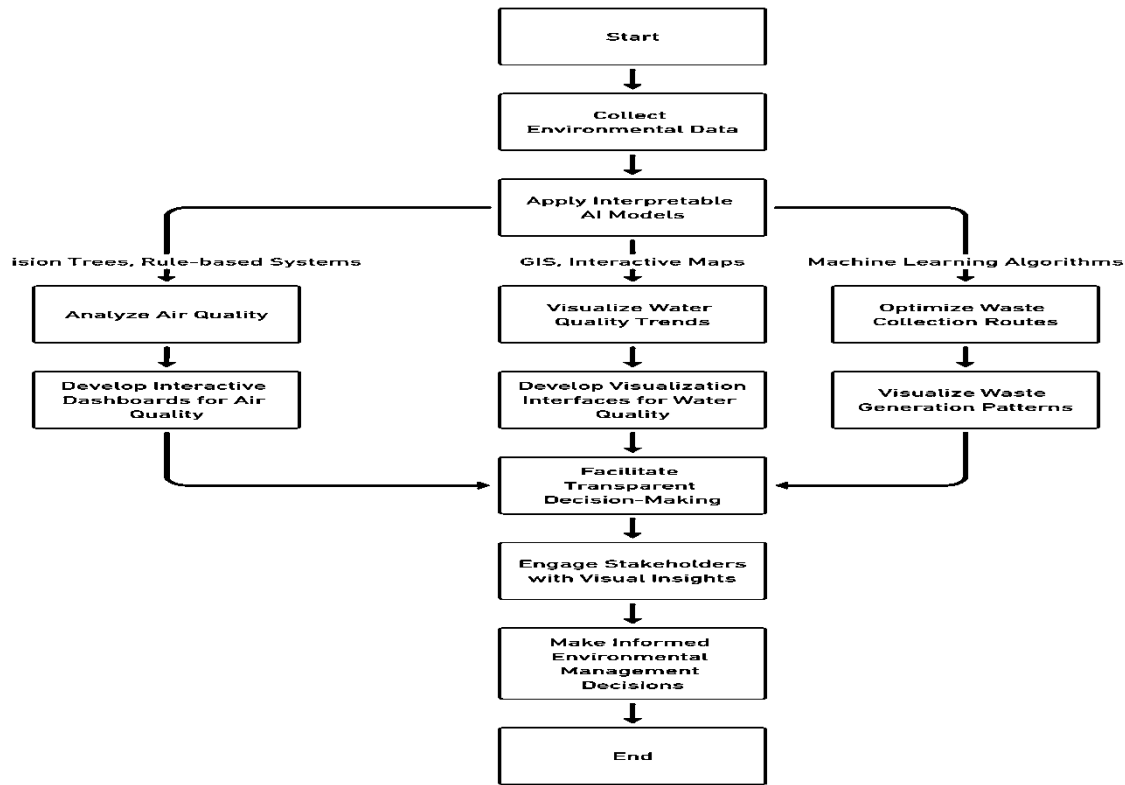 Start
Collect
Environmental Data
Apply Interpretable
AI Models
ision Trees, Rule-based Systems
GIS, Interactive Maps
Machine Learning Algorithms
Analyze Air Quality
Visualize Water
Quality Trends
Optimize Waste
Collection Routes
Develop Interactive
Dashboards for Air
Quality
Develop Visualization
Interfaces for Water
Quality
Visualize Waste
Generation Patterns
Facilitate
Transparent
Decision-Making
Engage Stakeholders
with Visual Insights
Make Informed
Environmental
Management
Decisions
End